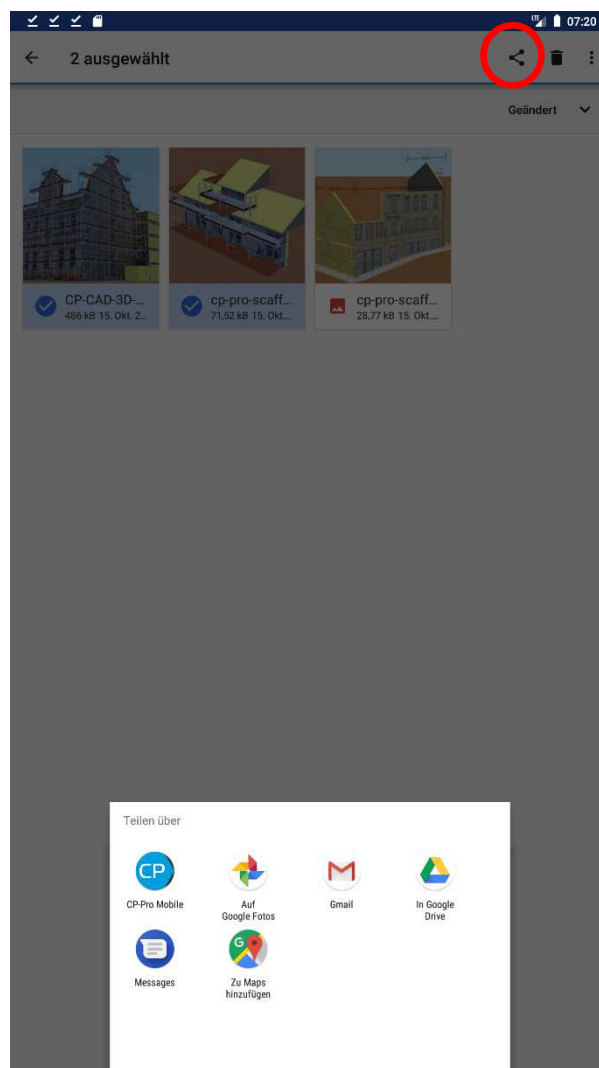 LTE 07:20
2 ausgewählt
Geändert
CP-CAD-3D-...
486 kB 15. Okt. 2...
cp-pro-scaff...
71,52 kB 15. Okt....
cp-pro-scaff...
28,77 kB 15. Okt....
Teilen über
CP
CP-Pro Mobile
Auf
Google Fotos
Gmail
In Google
Drive
Messages
G
Zu Maps
hinzufügen